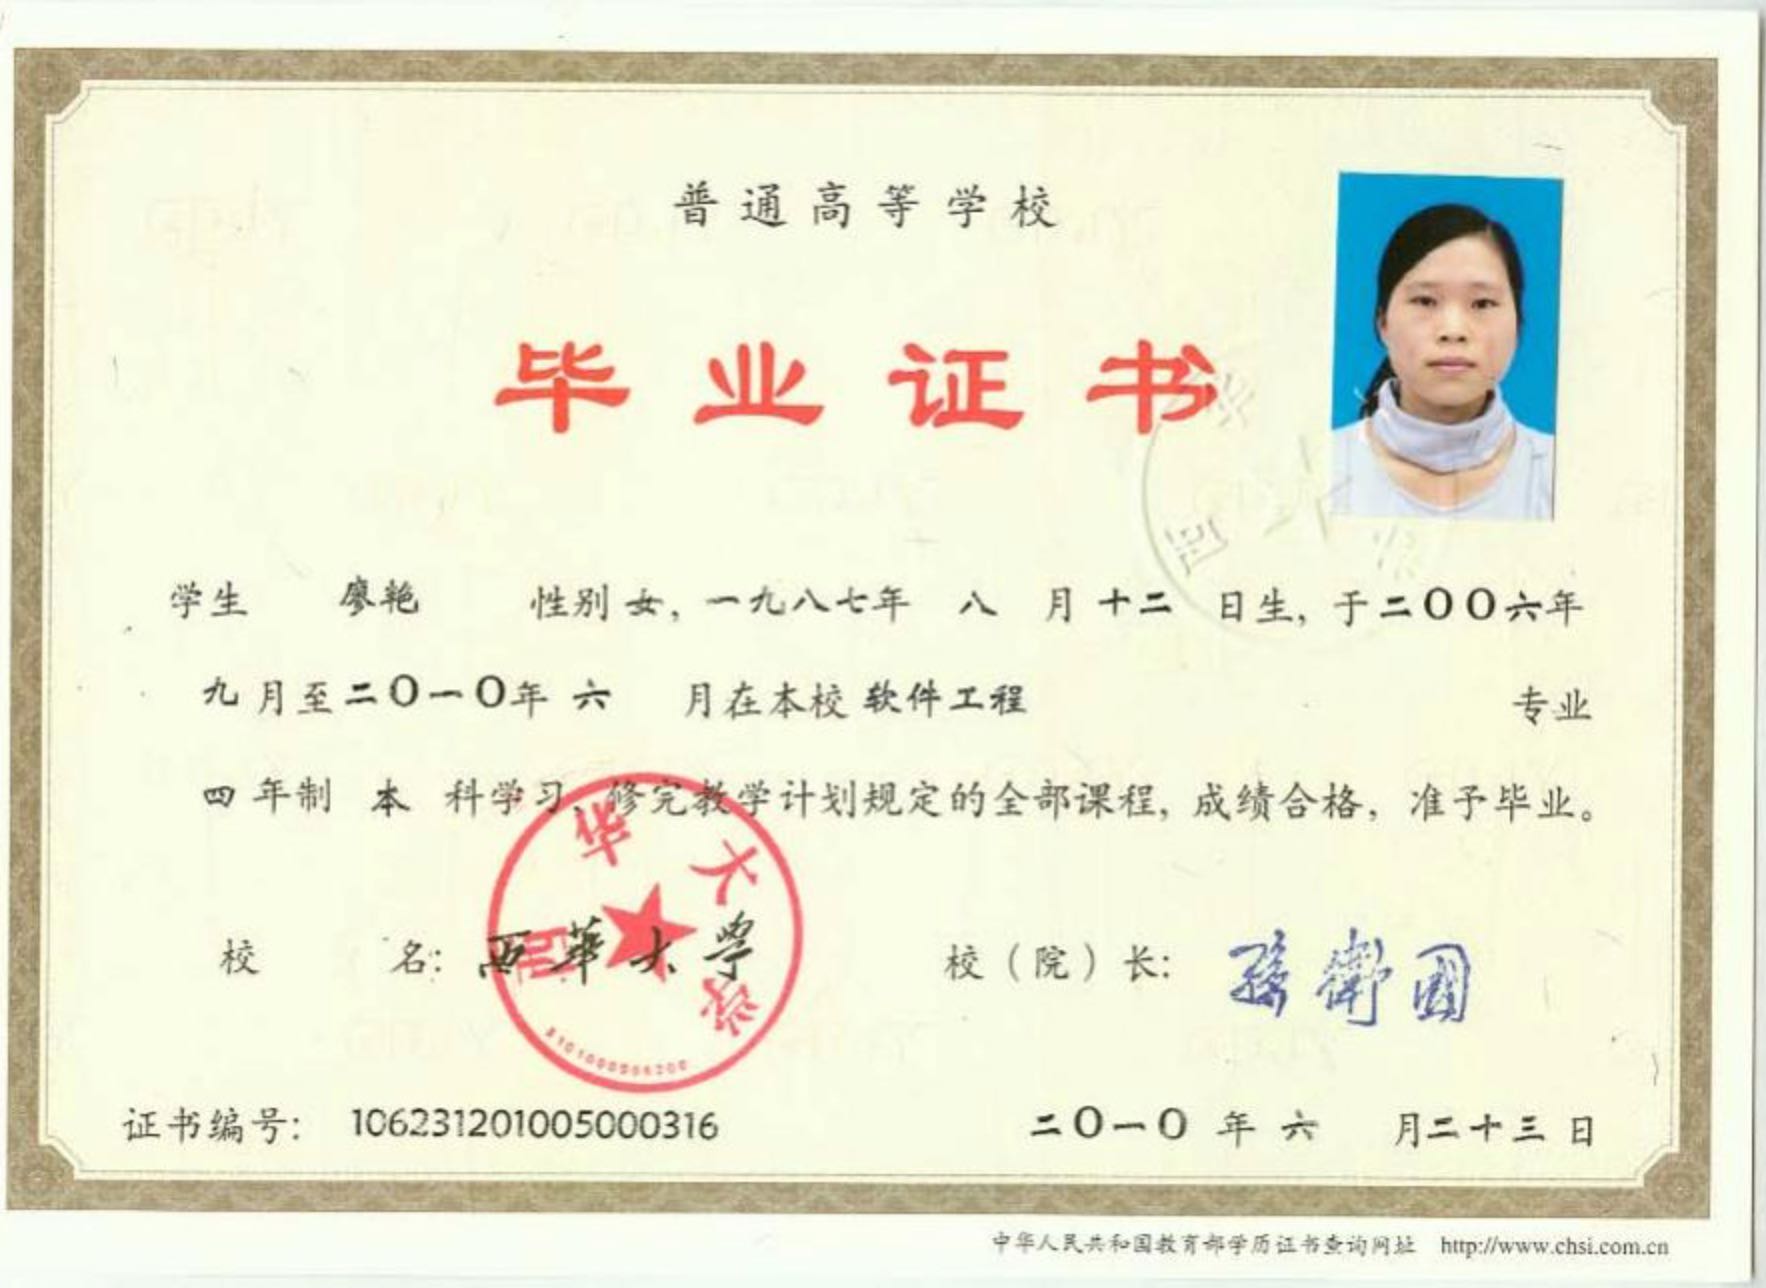 普通高等学校
毕业证书
学生 廖艳 性别 女, 一九八七年 八 月 十二 日生, 于二〇〇六年
九月至二〇一〇年 六 月在本校 软件工程 专业
四年制 本 科学习, 修完教学计划规定的全部课程, 成绩合格, 准予毕业。
西华大学
校 名: 西華大學
校(院)长: 孫衛國
证书编号: 106231201005000316
二〇一〇 年 六 月二十三日
中华人民共和国教育部学历证书查询网址 http://www.chsi.com.cn